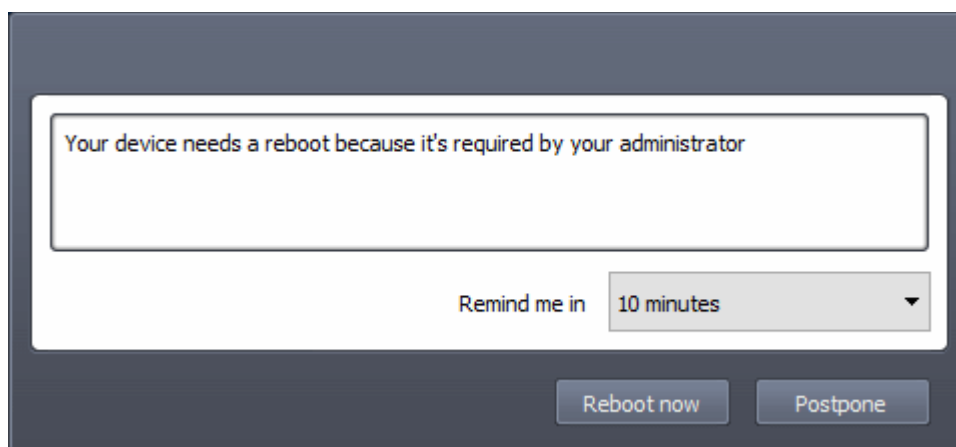 Your device needs a reboot because it's required by your administrator
Remind me in 10 minutes
Reboot now Postpone